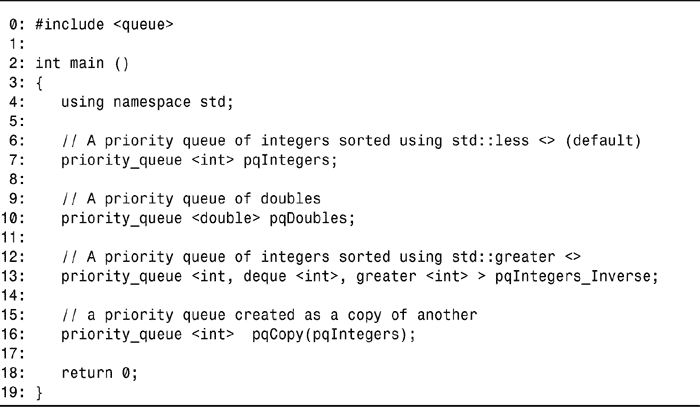 0: #include <queue>
1:
2: int main ()
3: {
4:    using namespace std;
5:
6:    // A priority queue of integers sorted using std::less <> (default)
7:    priority_queue <int> pqIntegers;
8:
9:    // A priority queue of doubles
10:    priority_queue <double> pqDoubles;
11:
12:    // A priority queue of integers sorted using std::greater <>
13:    priority_queue <int, deque <int>, greater <int> > pqIntegers_Inverse;
14:
15:    // a priority queue created as a copy of another
16:    priority_queue <int>  pqCopy(pqIntegers);
17:
18:    return 0;
19: }